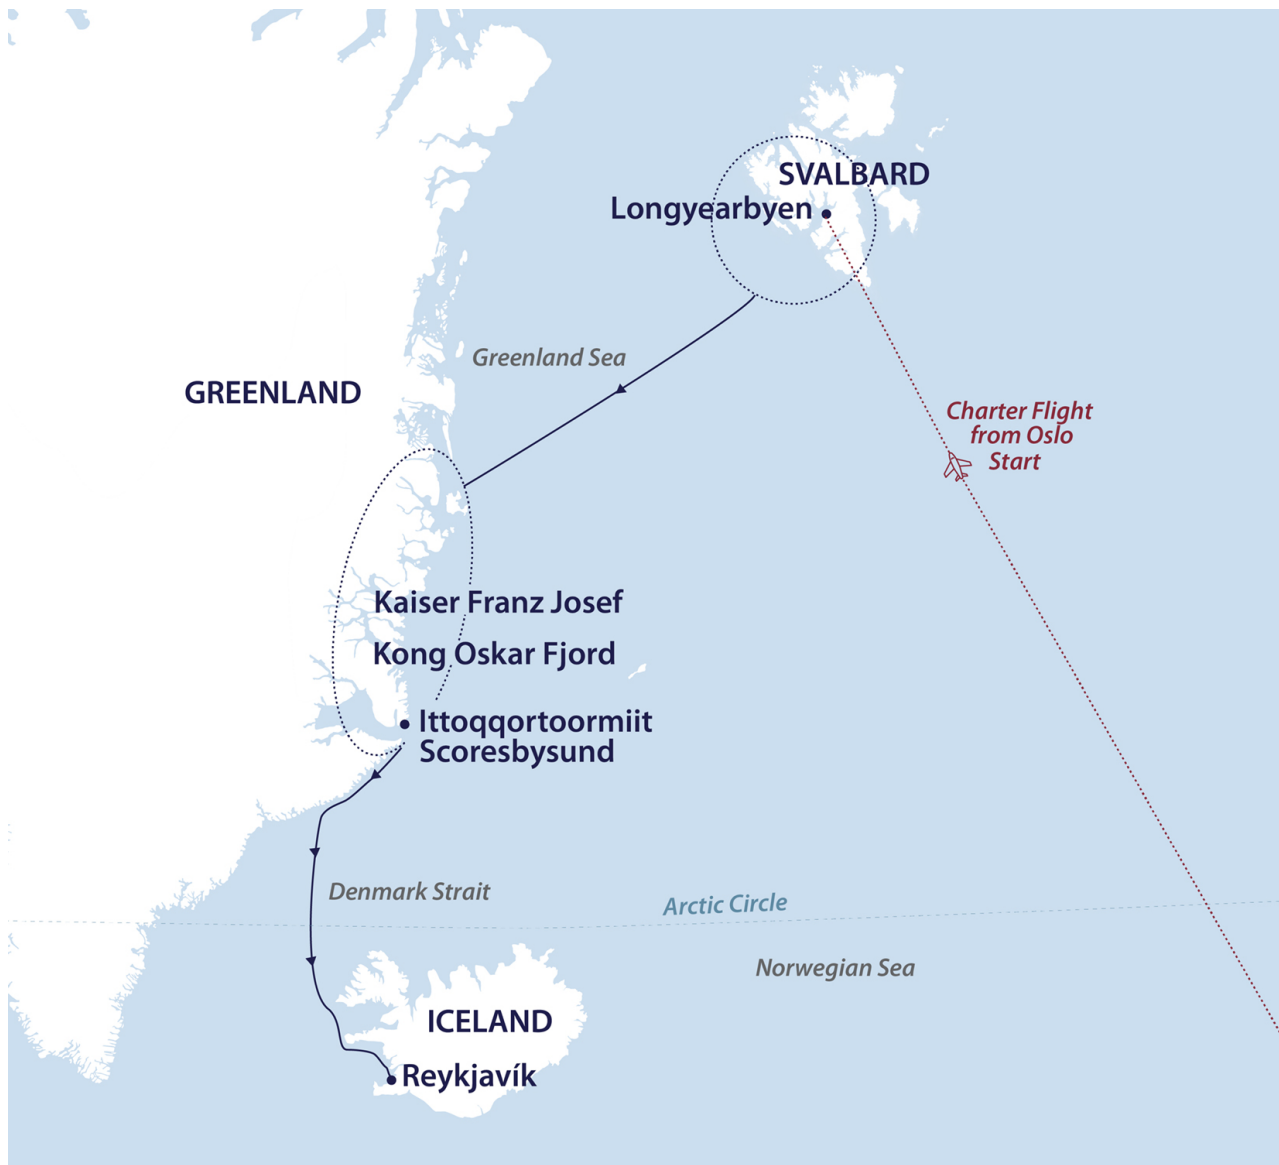 SVALBARD
Longyearbyen
Greenland Sea
GREENLAND
Charter Flight
from Oslo
Start
Kaiser Franz Josef
Kong Oskar Fjord
Ittoqqortoormiit
Scoresbysund
Denmark Strait
Arctic Circle
Norwegian Sea
ICELAND
Reykjavík